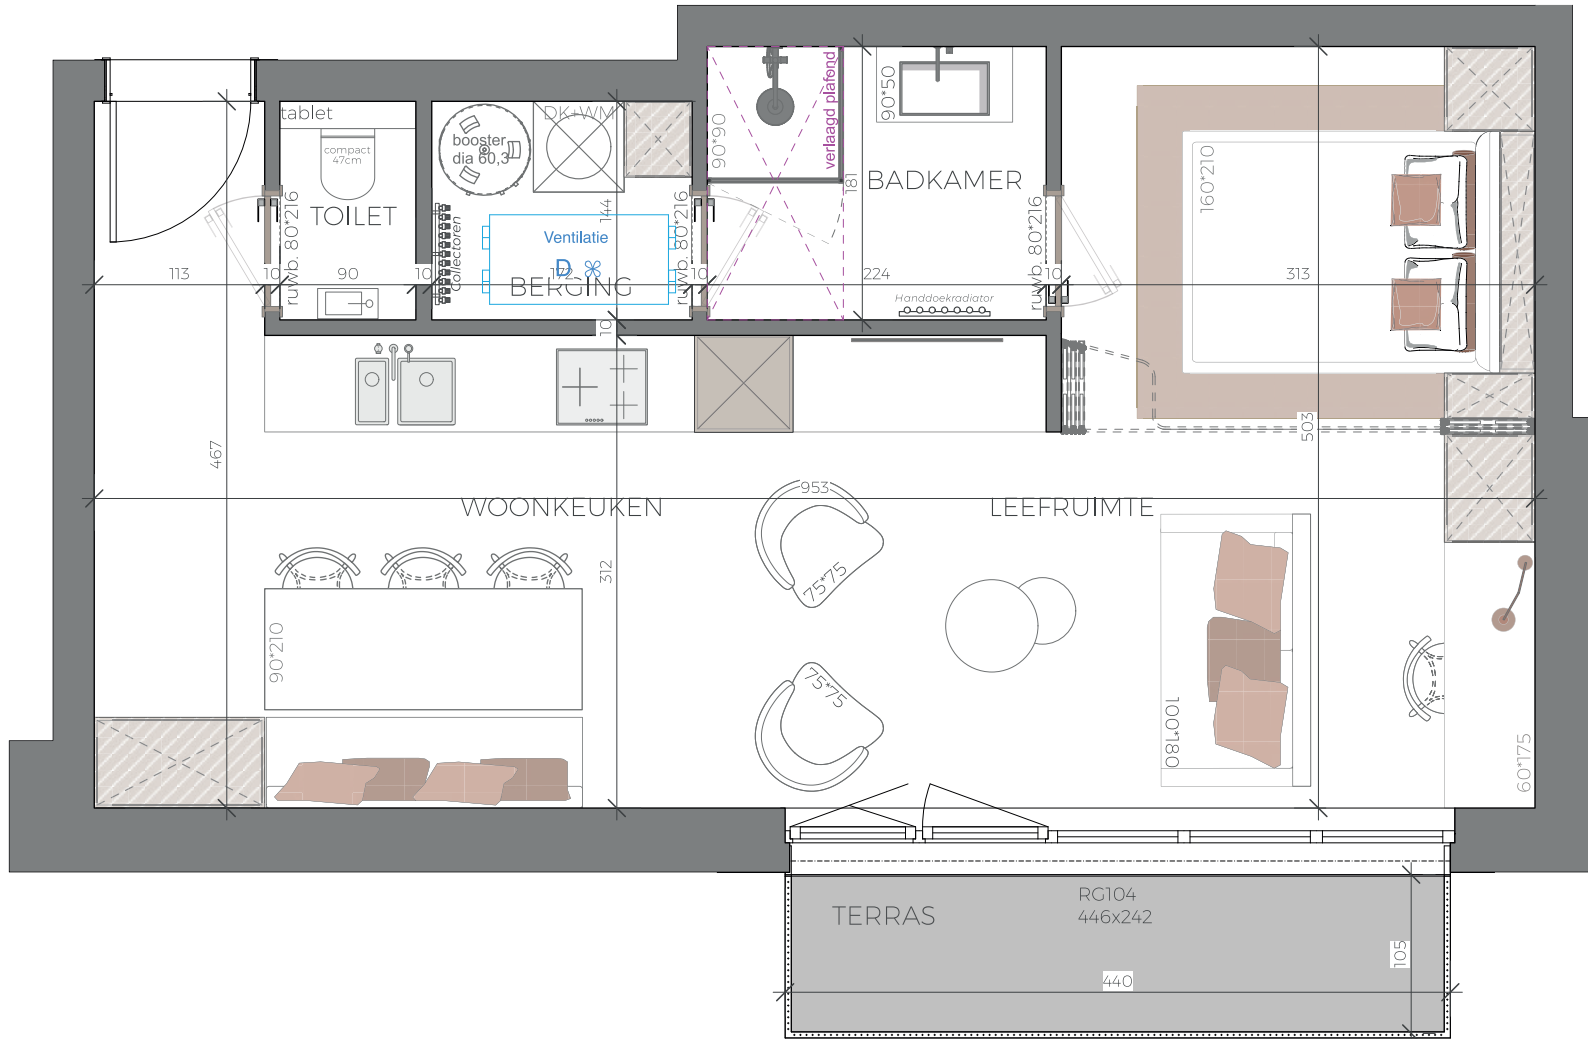 tablet
compact
47cm
TOILET
booster
dia 60,3
DK+WM
Collectoren
Ventilatie
D
BERGING
144
ruwb. 80*216
ruwb. 80*216
90*90
verlaagd plafond
181
90*50
BADKAMER
Handdoekradiator
ruwb. 80*216
160*210
113
10
90
10
172
10
224
10
313
10
467
503
953
WOONKEUKEN
LEEFRUIMTE
312
75*75
90*210
75*75
100*180
60*175
TERRAS
RG104
446x242
105
440